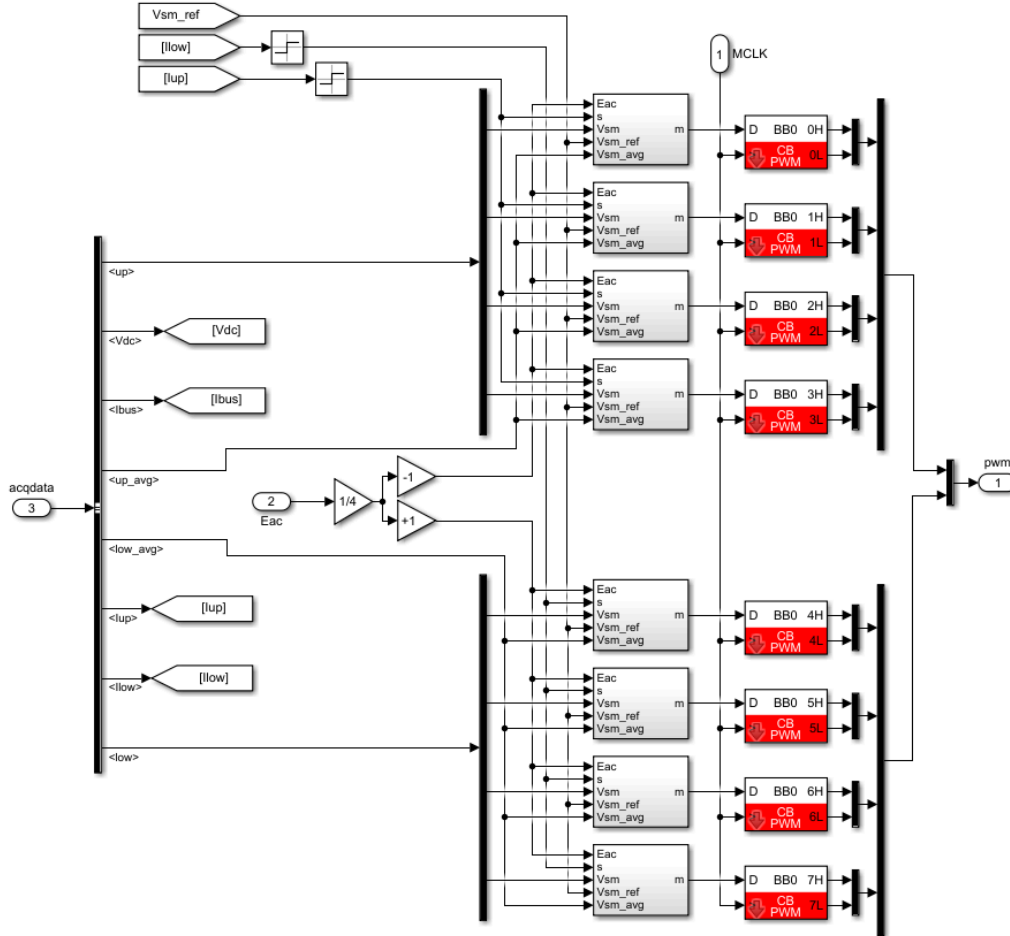 Vsm_ref
[Ilow]
[Iup]
1
MCLK
Eac
s
Vsm
Vsm_ref
Vsm_avg
m
D BB0 0H
CB
PWM
0L
Eac
s
Vsm
Vsm_ref
Vsm_avg
m
D BB0 1H
CB
PWM
1L
<up>
Eac
s
Vsm
Vsm_ref
Vsm_avg
m
D BB0 2H
CB
PWM
2L
[Vdc]
<Vdc>
Eac
s
Vsm
Vsm_ref
Vsm_avg
m
D BB0 3H
CB
PWM
3L
[Ibus]
<Ibus>
<up_avg>
-1
acqdata
3
2
Eac
1/4
+1
pwm
1
<low_avg>
[Iup]
<Iup>
Eac
s
Vsm
Vsm_ref
Vsm_avg
m
D BB0 4H
CB
PWM
4L
[Ilow]
<Ilow>
Eac
s
Vsm
Vsm_ref
Vsm_avg
m
D BB0 5H
CB
PWM
5L
<low>
Eac
s
Vsm
Vsm_ref
Vsm_avg
m
D BB0 6H
CB
PWM
6L
Eac
s
Vsm
Vsm_ref
Vsm_avg
m
D BB0 7H
CB
PWM
7L